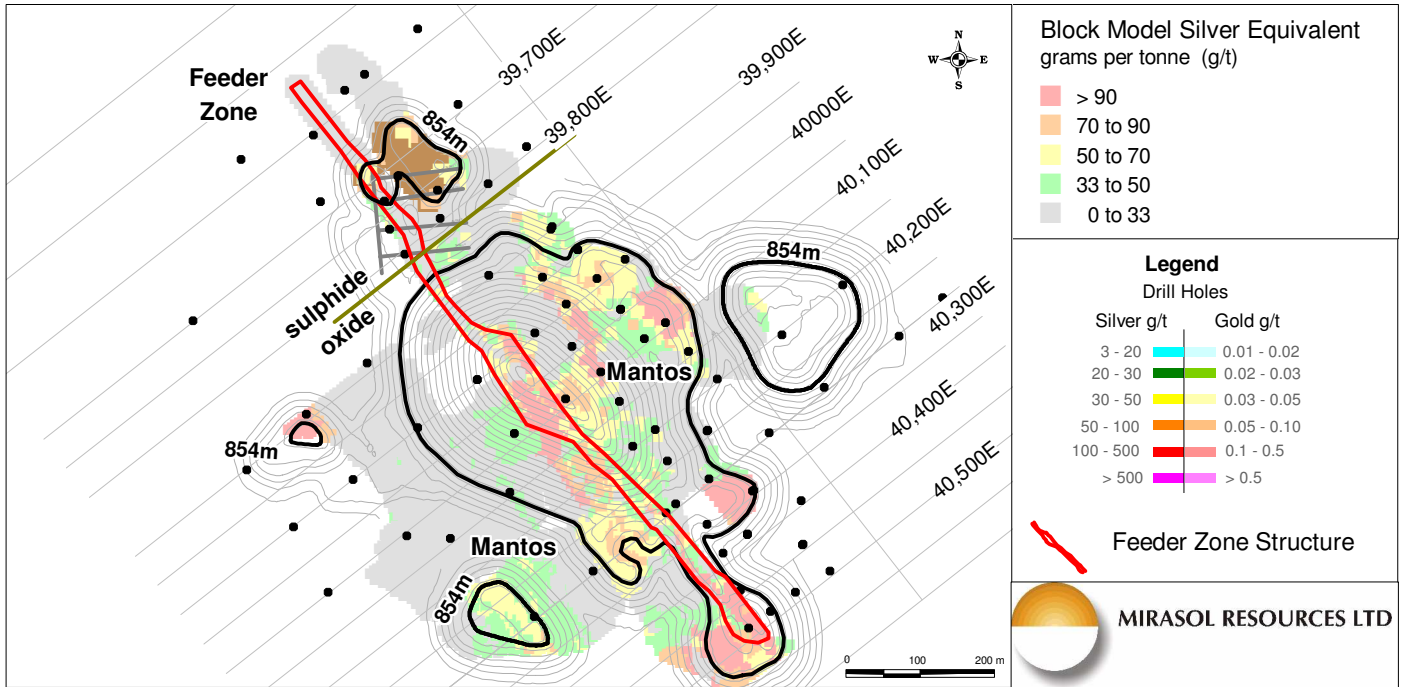 Feeder
Zone
854m
39,700E
39,800E
39,900E
40000E
40,100E
40,200E
40,300E
40,400E
40,500E
N
W E
S
sulphide
oxide
854m
Mantos
854m
Mantos
854m
0 100 200 m
Block Model Silver Equivalent
grams per tonne (g/t)
> 90
70 to 90
50 to 70
33 to 50
0 to 33
Legend
Drill Holes
Silver g/t Gold g/t
3 - 20 0.01 - 0.02
20 - 30 0.02 - 0.03
30 - 50 0.03 - 0.05
50 - 100 0.05 - 0.10
100 - 500 0.1 - 0.5
> 500 > 0.5
Feeder Zone Structure
MIRASOL RESOURCES LTD